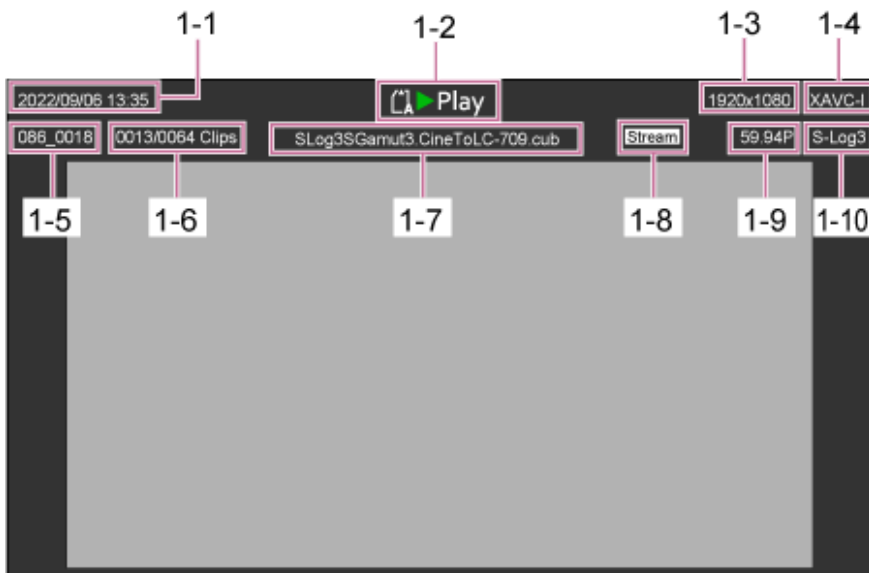 1-1 1-2 1-3 1-4
2022/09/06 13:35 A Play 1920x1080 XAVC-I
086_0018 0013/0064 Clips SLog3SGamut3.CineToLC-709.cub Stream 59.94P S-Log3
1-5 1-6 1-7 1-8 1-9 1-10